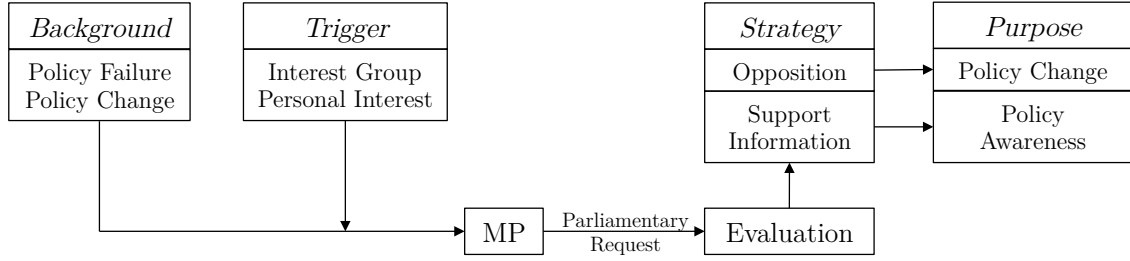 Background
Policy Failure
Policy Change
Trigger
Interest Group
Personal Interest
Strategy
Opposition
Support
Information
Purpose
Policy Change
Policy
Awareness
MP
Parliamentary
Request
Evaluation